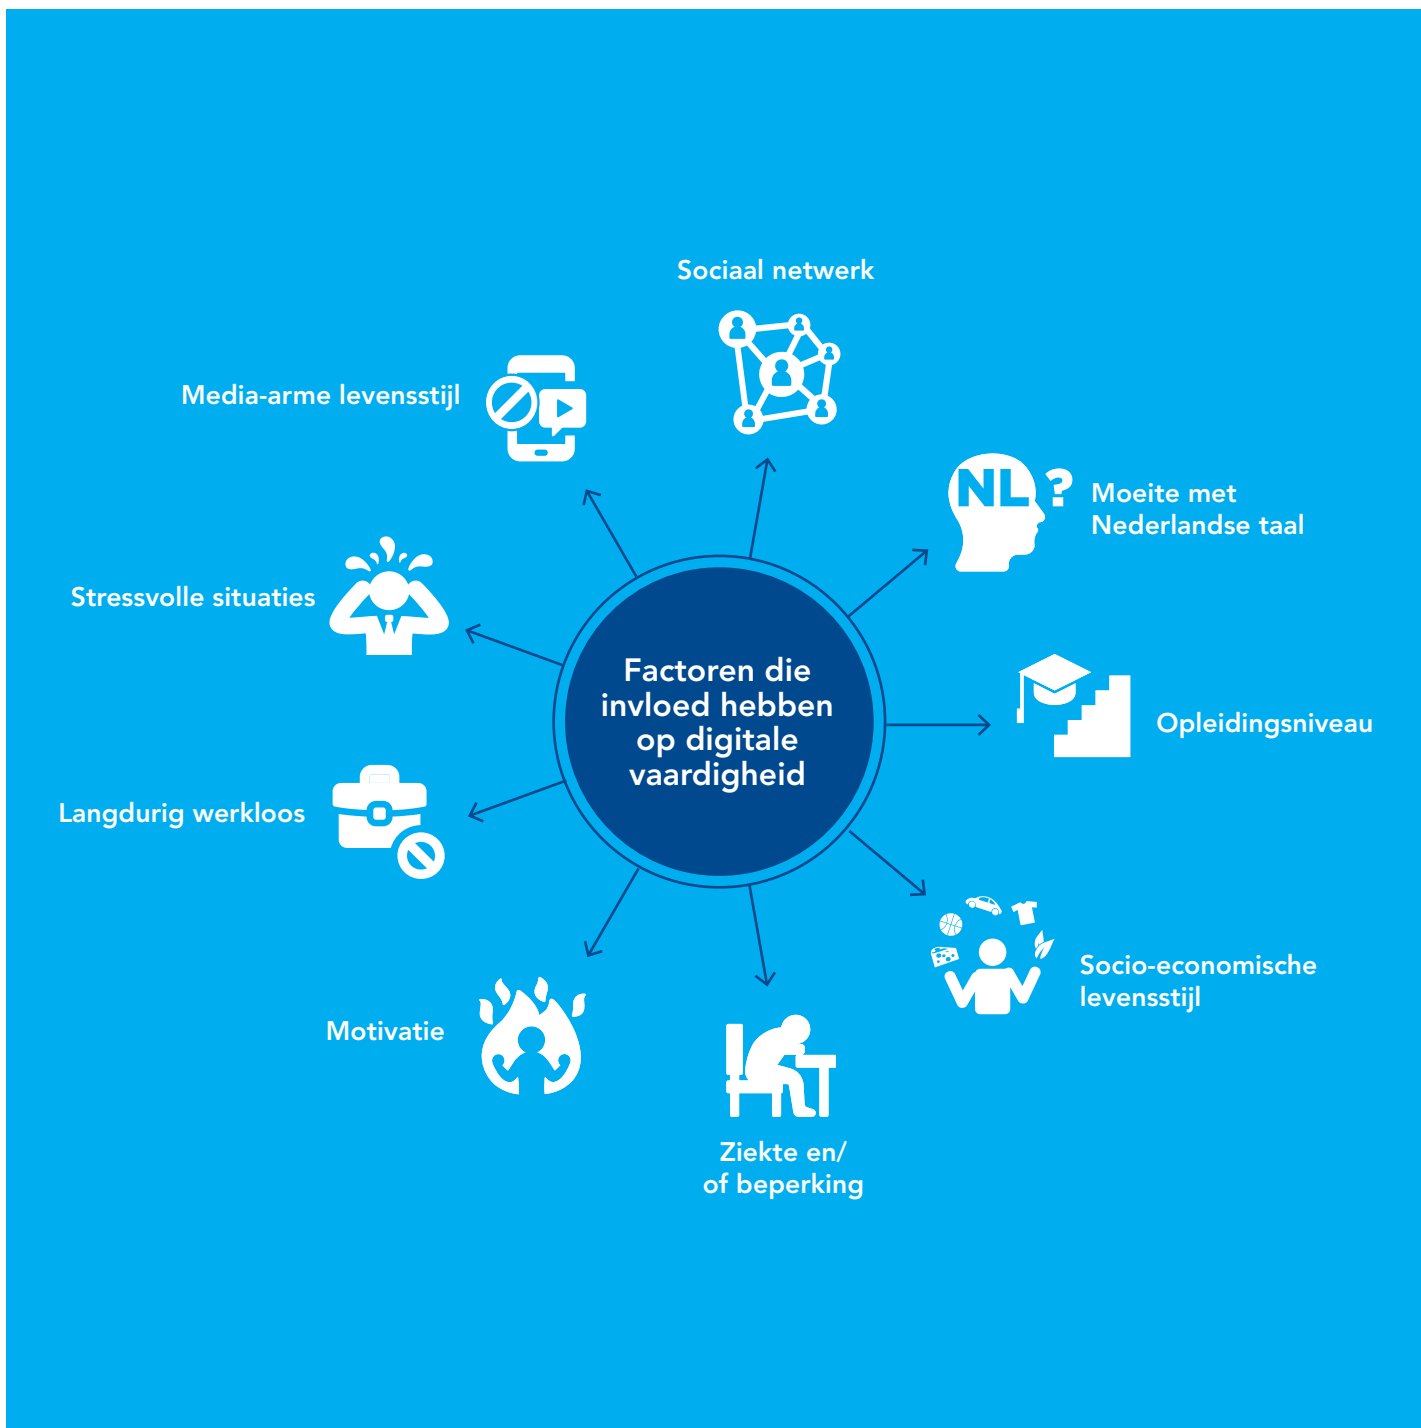 Sociaal netwerk
Media-arme levensstijl
NL ?
Moeite met
Nederlandse taal
Stressvolle situaties
Factoren die
invloed hebben
op digitale
vaardigheid
Opleidingsniveau
Langdurig werkloos
Socio-economische
levensstijl
Motivatie
Ziekte en/
of beperking